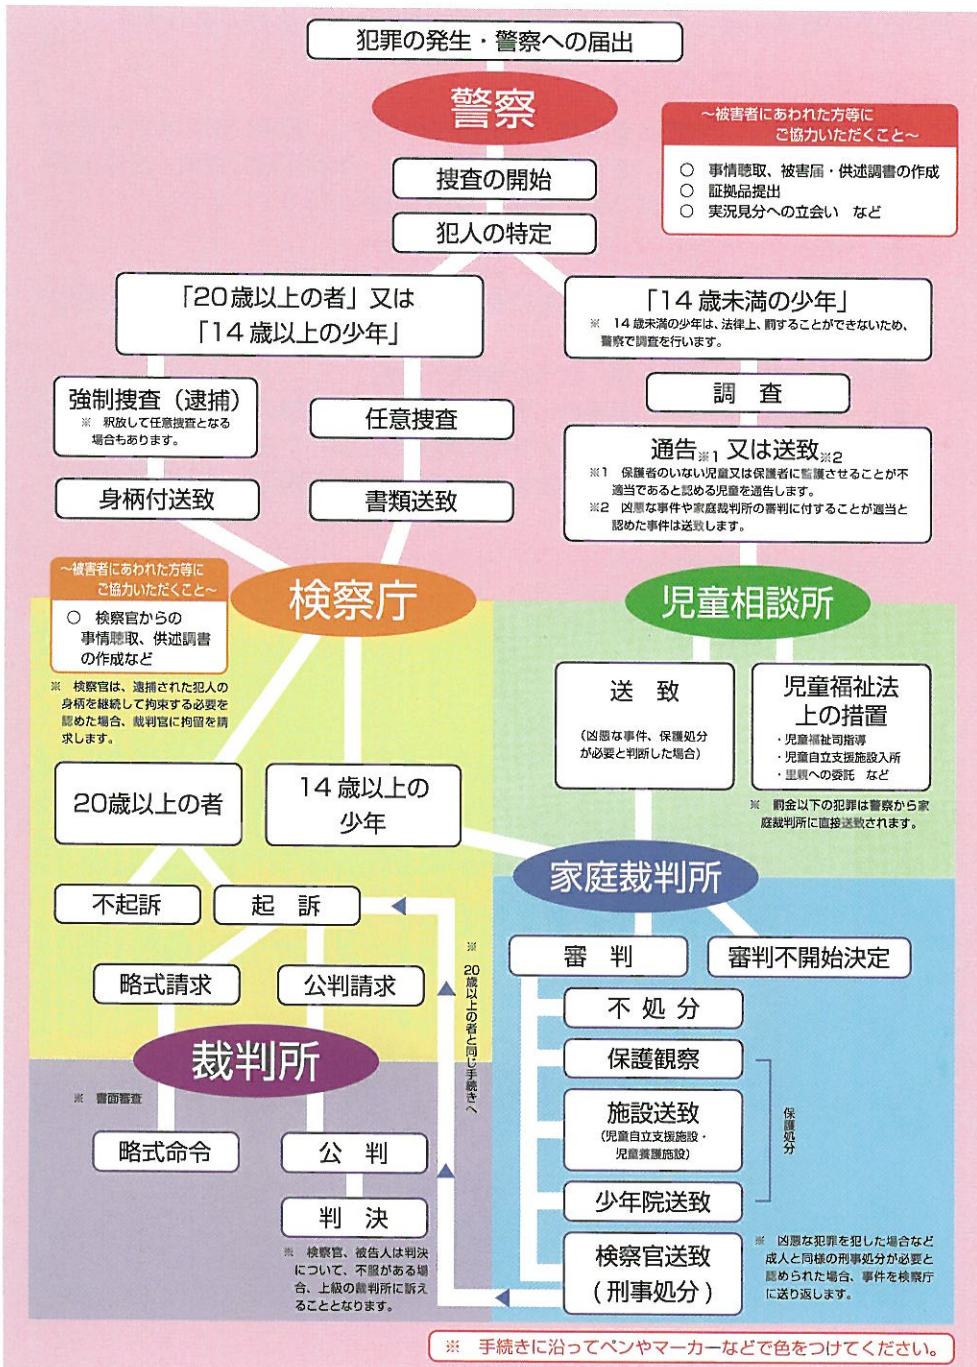 犯罪の発生・警察への届出
警察
～被害者にあわれた方等に
ご協力いただくこと～
○ 事情聴取、被害届・供述調書の作成
○ 証拠品提出
○ 実況見分への立会い など
捜査の開始
犯人の特定
「20歳以上の者」又は
「14歳以上の少年」
「14歳未満の少年」
※ 14歳未満の少年は、法律上、罰することができないため、
警察で調査を行います。
強制捜査（逮捕）
※ 釈放して任意捜査となる
場合もあります。
任意捜査
調 査
通告※1 又は送致※2
※1 保護者のいない児童又は保護者に監護させることが不
適当であると認める児童を通告します。
※2 凶悪な事件や家庭裁判所の審判に付することが適当と
認めた事件は送致します。
身柄付送致
書類送致
～被害者にあわれた方等に
ご協力いただくこと～
○ 検察官からの
事情聴取、供述調書
の作成など
※ 検察官は、逮捕された犯人の
身柄を継続して拘束する必要を
認めた場合、裁判官に拘留を請
求します。
検察庁
児童相談所
送 致
（凶悪な事件、保護処分
が必要と判断した場合）
児童福祉法
上の措置
・児童福祉司指導
・児童自立支援施設入所
・里親への委託 など
※ 罰金以下の犯罪は警察から家
庭裁判所に直接送致されます。
20歳以上の者
14歳以上の
少年
家庭裁判所
不起訴
起 訴
審 判
審判不開始決定
略式請求
公判請求
※ 20歳以上の者と同じ手続きへ
不 処 分
保護観察
施設送致
（児童自立支援施設・
児童養護施設）
少年院送致
保護処分
検察官送致
(刑事処分)
※ 凶悪な犯罪を犯した場合など
成人と同様の刑事処分が必要と
認められた場合、事件を検察庁
に送り返します。
裁判所
※ 書面審査
略式命令
公 判
判 決
※ 検察官、被告人は判決
について、不服がある場
合、上級の裁判所に訴え
ることとなります。
※ 手続きに沿ってペンやマーカーなどで色をつけてください。